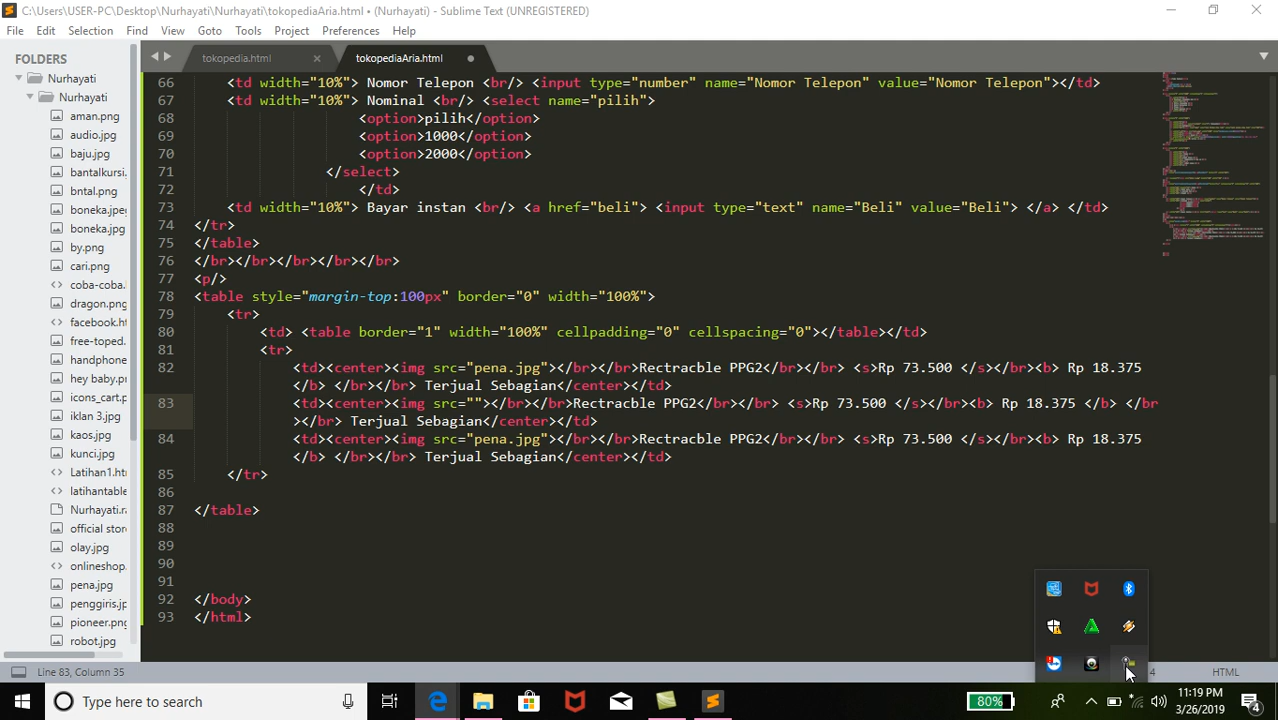 C:\Users\USER-PC\Desktop\Nurhayati\Nurhayati\tokopediaAria.html • (Nurhayati) - Sublime Text (UNREGISTERED)
File Edit Selection Find View Goto Tools Project Preferences Help
FOLDERS
Nurhayati
Nurhayati
aman.png
audio.jpg
baju.jpg
bantalkursi.
bntal.png
boneka.jpeg
boneka.jpg
by.png
cari.png
coba-coba.
dragon.png
facebook.ht
free-toped.
handphone
hey baby.pn
icons_cart.p
iklan 3.jpg
kaos.jpg
kunci.jpg
Latihan1.htr
latihantable
Nurhayati.ra
official store
olay.jpg
onlineshop.
pena.jpg
penggiris.jp
pioneer.png
robot.jpg
tokopedia.html × tokopediaAria.html
66 <td width="10%"> Nomor Telepon <br/> <input type="number" name="Nomor Telepon" value="Nomor Telepon"></td>
67 <td width="10%"> Nominal <br/> <select name="pilih">
68 <option>pilih</option>
69 <option>1000</option>
70 <option>2000</option>
71 </select>
72 </td>
73 <td width="10%"> Bayar instan <br/> <a href="beli"> <input type="text" name="Beli" value="Beli"> </a> </td>
74 </tr>
75 </table>
76 </br></br></br></br></br>
77 <p/>
78 <table style="margin-top:100px" border="0" width="100%">
79 <tr>
80 <td> <table border="1" width="100%" cellpadding="0" cellspacing="0"></table></td>
81 <tr>
82 <td><center><img src="pena.jpg"></br></br>Rectracble PPG2</br></br> <s>Rp 73.500 </s></br><b> Rp 18.375
</b> </br></br> Terjual Sebagian</center></td>
83 <td><center><img src=""></br></br>Rectracble PPG2</br></br> <s>Rp 73.500 </s></br><b> Rp 18.375 </b> </br
></br> Terjual Sebagian</center></td>
84 <td><center><img src="pena.jpg"></br></br>Rectracble PPG2</br></br> <s>Rp 73.500 </s></br><b> Rp 18.375
</b> </br></br> Terjual Sebagian</center></td>
85 </tr>
86
87 </table>
88
89
90
91
92 </body>
93 </html>
Line 83, Column 35
4 HTML
Type here to search
80%
11:19 PM
3/26/2019
4